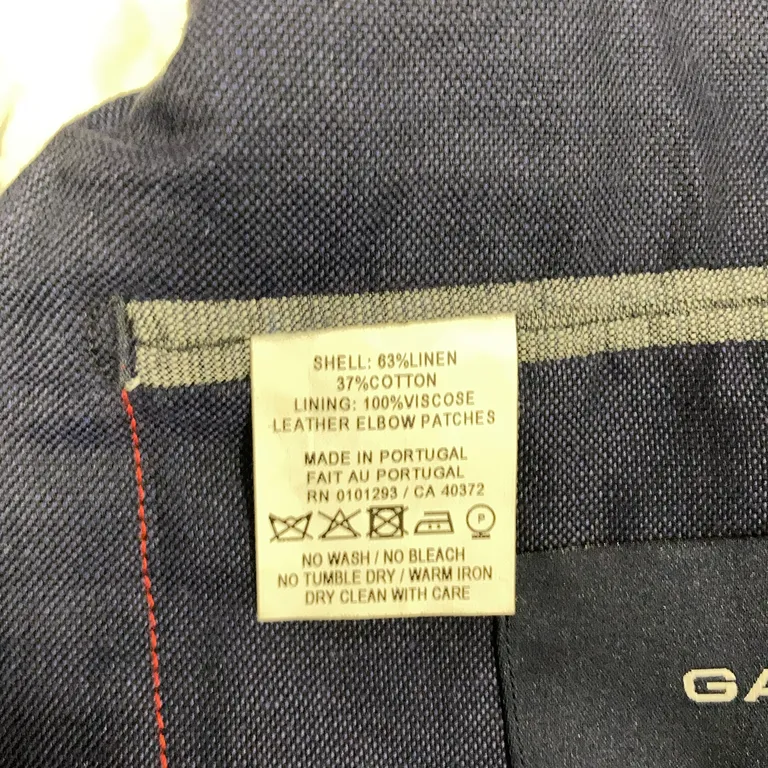 SHELL: 63%LINEN
37%COTTON
LINING: 100%VISCOSE
LEATHER ELBOW PATCHES
MADE IN PORTUGAL
FAIT AU PORTUGAL
RN 0101293 / CA 40372
P
NO WASH / NO BLEACH
NO TUMBLE DRY / WARM IRON
DRY CLEAN WITH CARE
GA